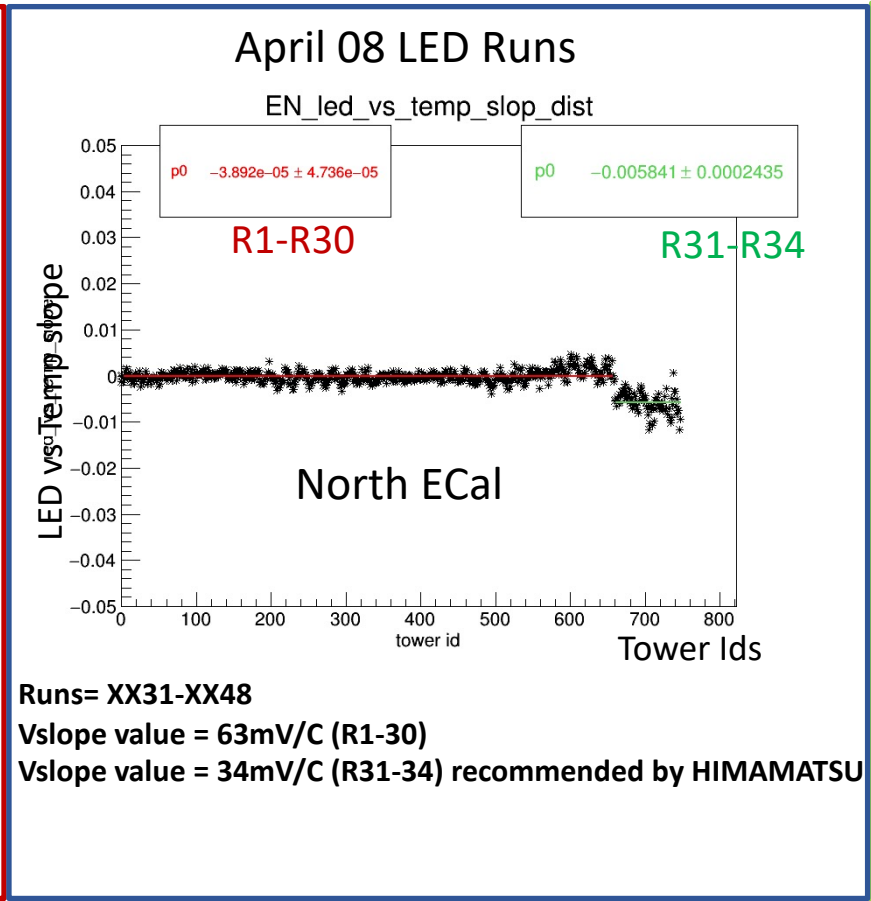 April 08 LED Runs
EN_led_vs_temp_slop_dist
p0 −3.892e−05 ± 4.736e−05
p0 −0.005841 ± 0.0002435
R1-R30
R31-R34
0.05
0.04
0.03
0.02
0.01
0
−0.01
−0.02
−0.03
−0.04
−0.05
LED vs Temp slope
North ECal
0 100 200 300 400 500 600 700 800
tower id
Tower Ids
Runs= XX31-XX48
Vslope value = 63mV/C (R1-30)
Vslope value = 34mV/C (R31-34) recommended by HIMAMATSU